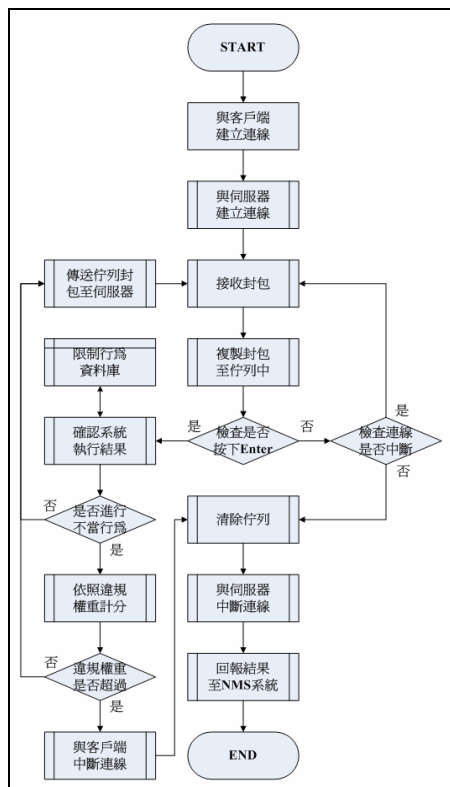 START
與客戶端
建立連線
與伺服器
建立連線
傳送佇列封
包至伺服器
接收封包
限制行為
資料庫
複製封包
至佇列中
是
否
是
確認系統
執行結果
檢查是否
按下Enter
檢查連線
是否中斷
否
否
是否進行
不當行為
清除佇列
是
依照違規
權重計分
與伺服器
中斷連線
否
違規權重
是否超過
回報結果
至NMS系統
是
與客戶端
中斷連線
END